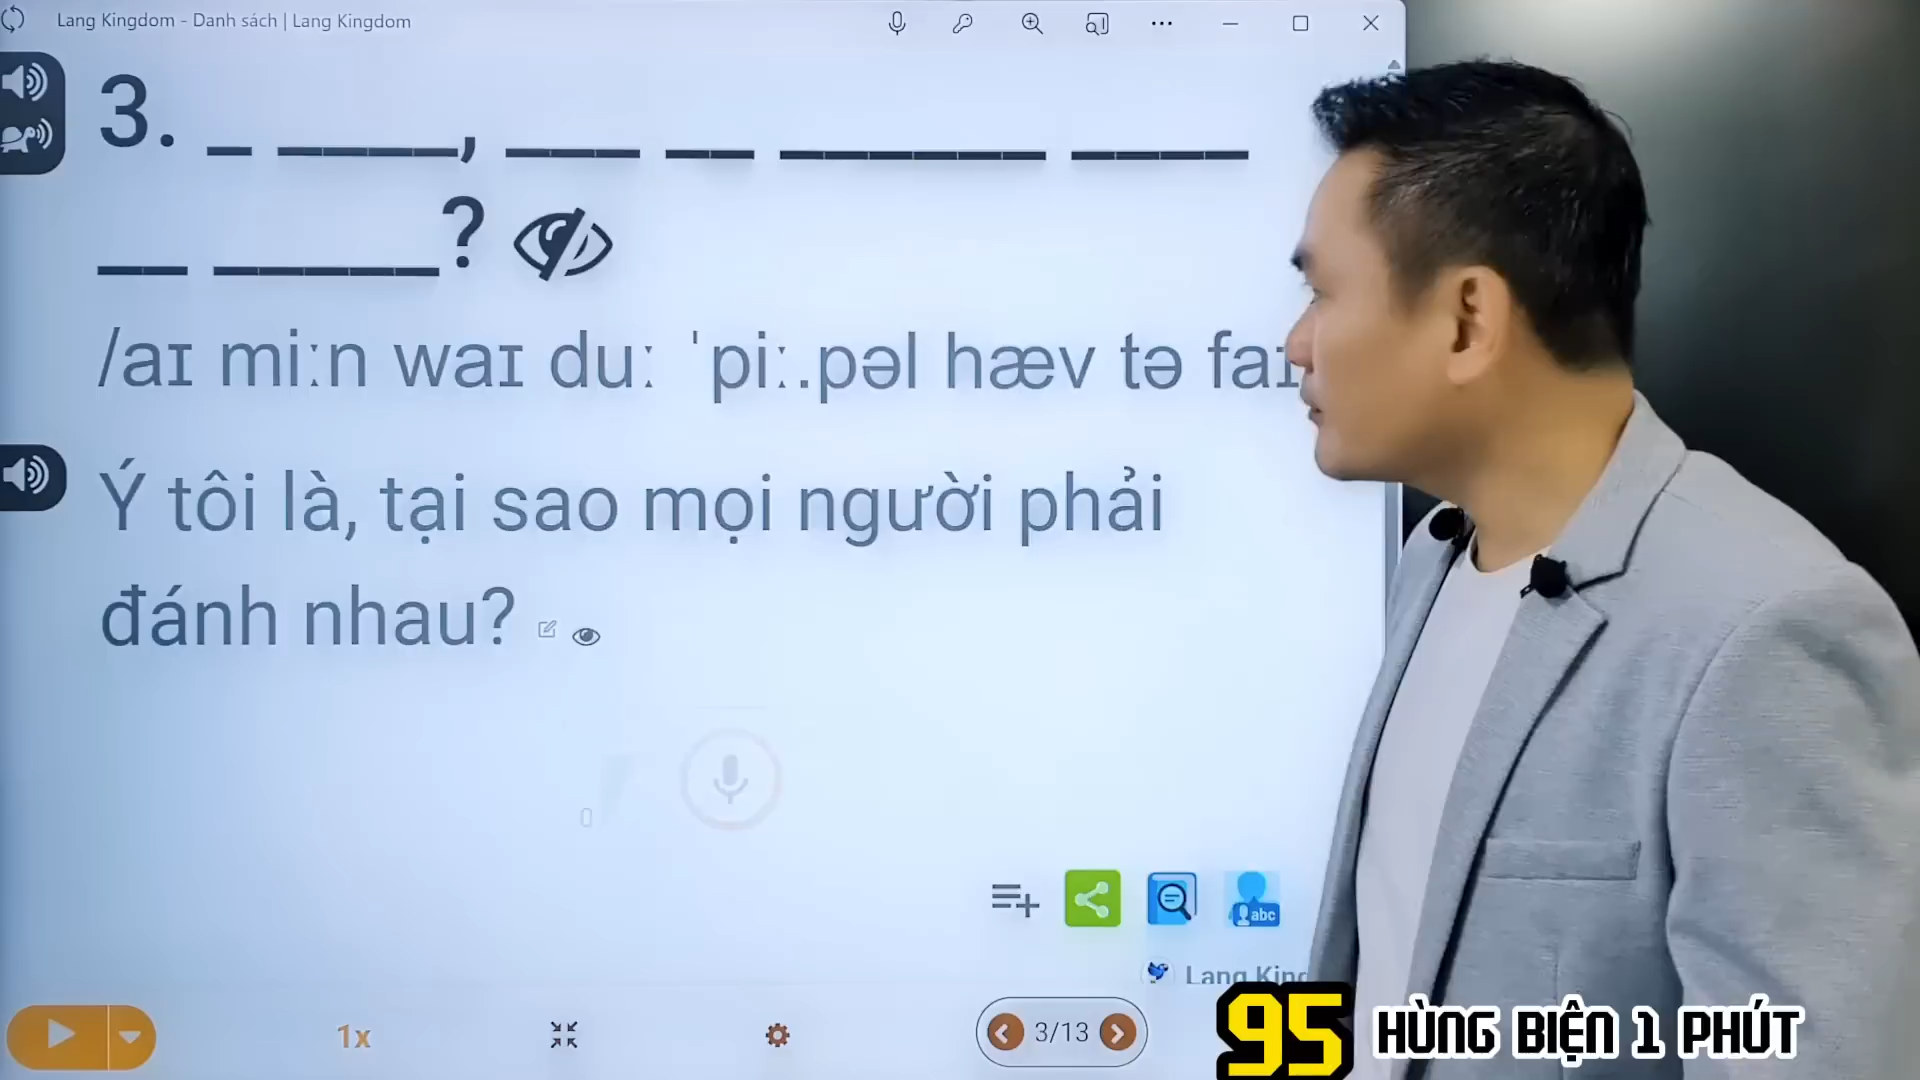 Lang Kingdom - Danh sách | Lang Kingdom
3. _ ____, ___ __ ______ ____
__ _____?
/aɪ miːn waɪ duː ˈpiː.pəl hæv tə faɪ
Ý tôi là, tại sao mọi người phải
đánh nhau?
0
abc
Lang King
1x
3/13
95 HÙNG BIỆN 1 PHÚT